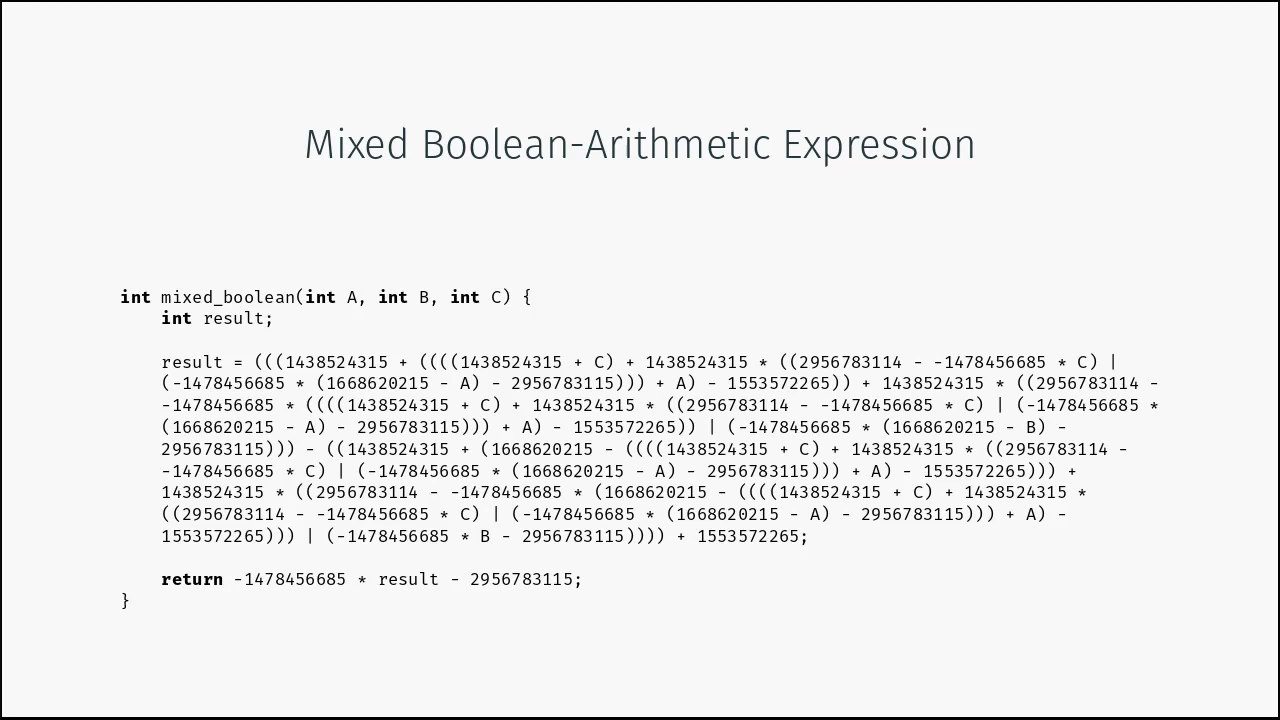 Mixed Boolean-Arithmetic Expression
int mixed_boolean(int A, int B, int C) {
int result;
result = (((1438524315 + ((((1438524315 + C) + 1438524315 * ((2956783114 - -1478456685 * C) |
(-1478456685 * (1668620215 - A) - 2956783115))) + A) - 1553572265)) + 1438524315 * ((2956783114 -
-1478456685 * ((((1438524315 + C) + 1438524315 * ((2956783114 - -1478456685 * C) | (-1478456685 *
(1668620215 - A) - 2956783115))) + A) - 1553572265)) | (-1478456685 * (1668620215 - B) -
2956783115))) - ((1438524315 + (1668620215 - ((((1438524315 + C) + 1438524315 * ((2956783114 -
-1478456685 * C) | (-1478456685 * (1668620215 - A) - 2956783115))) + A) - 1553572265))) +
1438524315 * ((2956783114 - -1478456685 * (1668620215 - ((((1438524315 + C) + 1438524315 *
((2956783114 - -1478456685 * C) | (-1478456685 * (1668620215 - A) - 2956783115))) + A) -
1553572265))) | (-1478456685 * B - 2956783115)))) + 1553572265;
return -1478456685 * result - 2956783115;
}